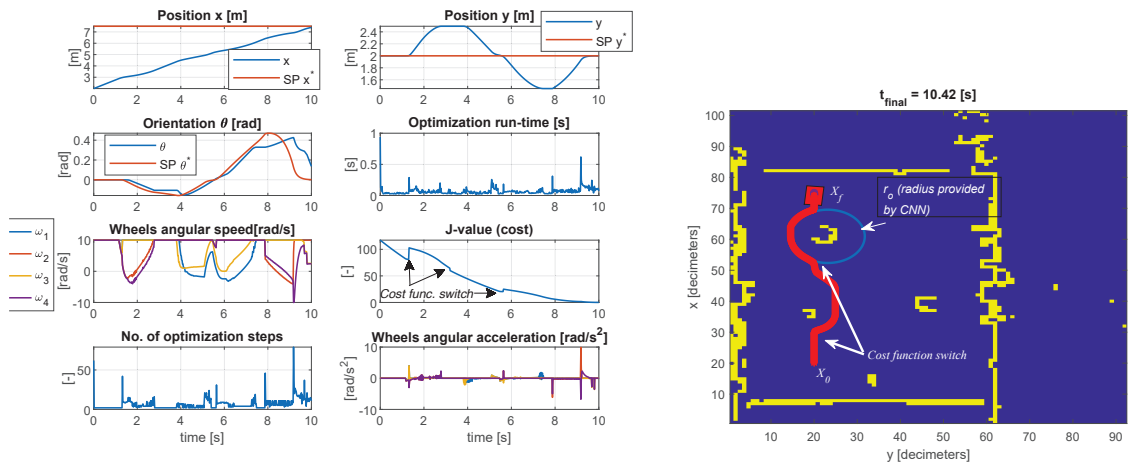 Position x [m]
[m]
7
6
5
4
3
x
SP x*
0 2 4 6 8 10
Position y [m]
[m]
2.4
2.2
2
1.8
1.6
y
SP y*
0 2 4 6 8 10
Orientation θ [rad]
[rad]
0.4
0.2
0
θ
SP θ*
0 2 4 6 8 10
Optimization run-time [s]
[s]
1
0.5
0
0 2 4 6 8 10
ω1
ω2
ω3
ω4
Wheels angular speed[rad/s]
[rad/s]
10
0
-10
0 2 4 6 8 10
J-value (cost)
[-]
100
50
0
Cost func. switch
0 2 4 6 8 10
No. of optimization steps
[-]
50
0
0 2 4 6 8 10
time [s]
Wheels angular acceleration [rad/s2]
[rad/s2]
10
0
-10
0 2 4 6 8 10
time [s]
t_final = 10.42 [s]
x [decimeters]
100
90
80
70
60
50
40
30
20
10
Xf
ro (radius provided
by CNN)
Cost function switch
X0
10 20 30 40 50 60 70 80 90
y [decimeters]